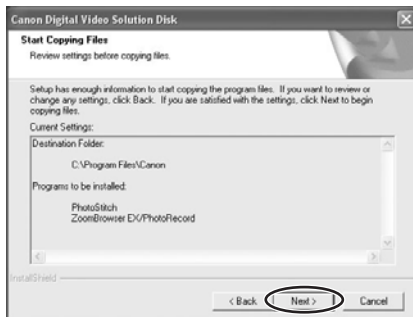 Canon Digital Video Solution Disk
Start Copying Files
Review settings before copying files.
Setup has enough information to start copying the program files. If you want to review or
change any settings, click Back. If you are satisfied with the settings, click Next to begin
copying files.
Current Settings:
Destination Folder:
C:\Program Files\Canon
Programs to be installed:
PhotoStitch
ZoomBrowser EX/PhotoRecord
InstallShield
< Back
Next >
Cancel